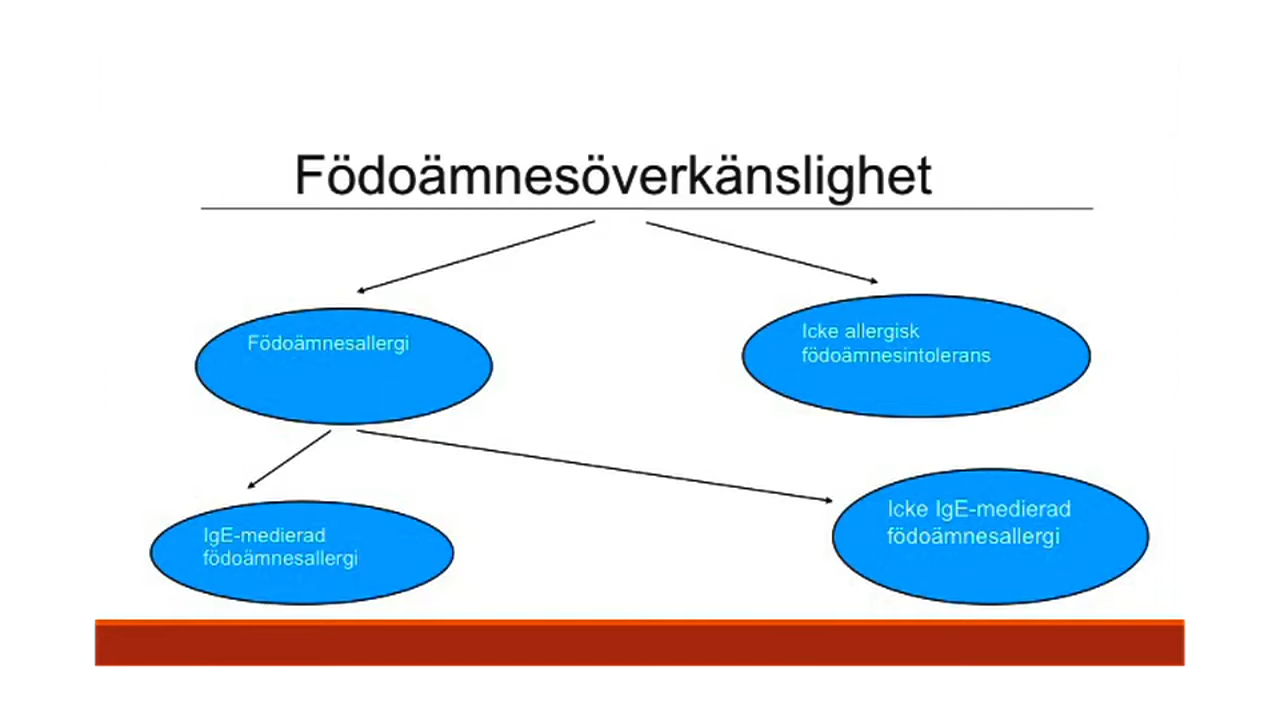 Födoämnesöverkänslighet
Födoämnesallergi
Icke allergisk
födoämnesintolerans
IgE-medierad
födoämnesallergi
Icke IgE-medierad
födoämnesallergi